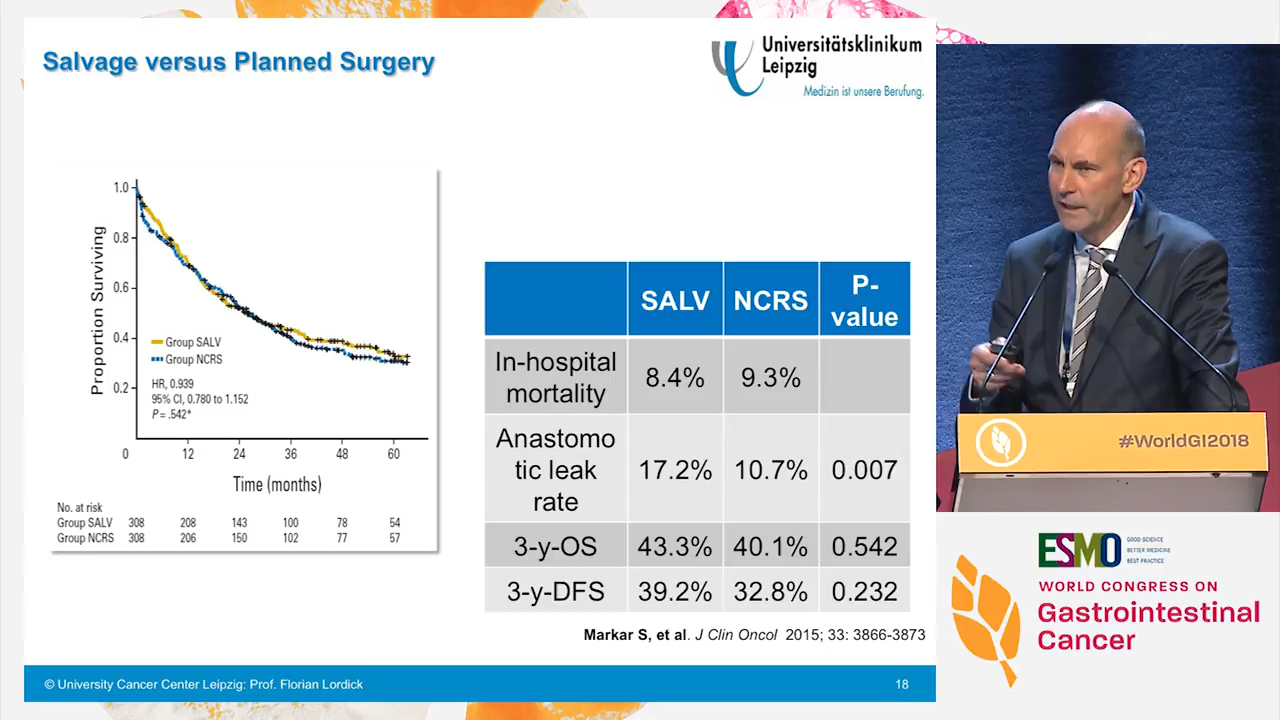 Salvage versus Planned Surgery
Universitätsklinikum
Leipzig
Medizin ist unsere Berufung.
Proportion Surviving
1.0
0.8
0.6
0.4
0.2
Group SALV
Group NCRS
HR, 0.939
95% CI, 0.780 to 1.152
P = .542*
0 12 24 36 48 60
Time (months)
No. at risk
Group SALV 308 208 143 100 78 54
Group NCRS 308 206 150 102 77 57
SALV NCRS P-
value
In-hospital
mortality 8.4% 9.3%
Anastomo
tic leak 17.2% 10.7% 0.007
rate
3-y-OS 43.3% 40.1% 0.542
3-y-DFS 39.2% 32.8% 0.232
Markar S, et al. J Clin Oncol 2015; 33: 3866-3873
© University Cancer Center Leipzig: Prof. Florian Lordick
18
#WorldGI2018
ESMO
GOOD SCIENCE
BETTER MEDICINE
BEST PRACTICE
WORLD CONGRESS ON
Gastrointestinal
Cancer